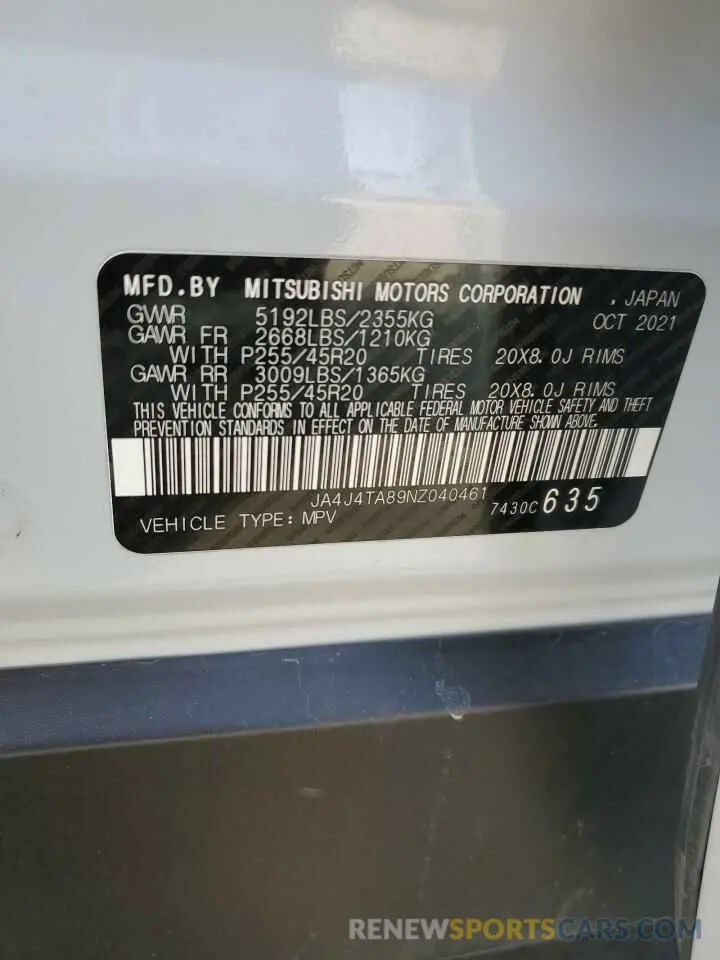 MFD.BY MITSUBISHI MOTORS CORPORATION . JAPAN
GVWR 5192LBS/2355KG OCT 2021
GAWR FR 2668LBS/1210KG
WITH P255/45R20 TIRES 20X8.0J RIMS
GAWR RR 3009LBS/1365KG
WITH P255/45R20 TIRES 20X8.0J RIMS
THIS VEHICLE CONFORMS TO ALL APPLICABLE FEDERAL MOTOR VEHICLE SAFETY AND THEFT
PREVENTION STANDARDS IN EFFECT ON THE DATE OF MANUFACTURE SHOWN ABOVE.
JA4J4TA89NZ040461
VEHICLE TYPE: MPV 7430C 635
RENEWSPORTSCARS.COM